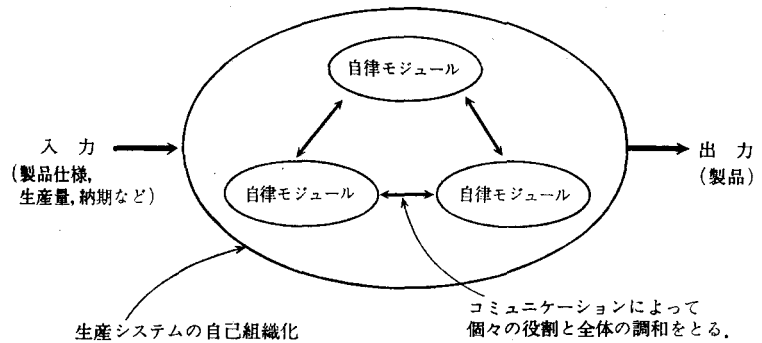 自律モジュール
入 力
(製品仕様,
生産量,納期など)
自律モジュール
自律モジュール
出 力
(製品)
生産システムの自己組織化
コミュニケーションによって
個々の役割と全体の調和をとる.